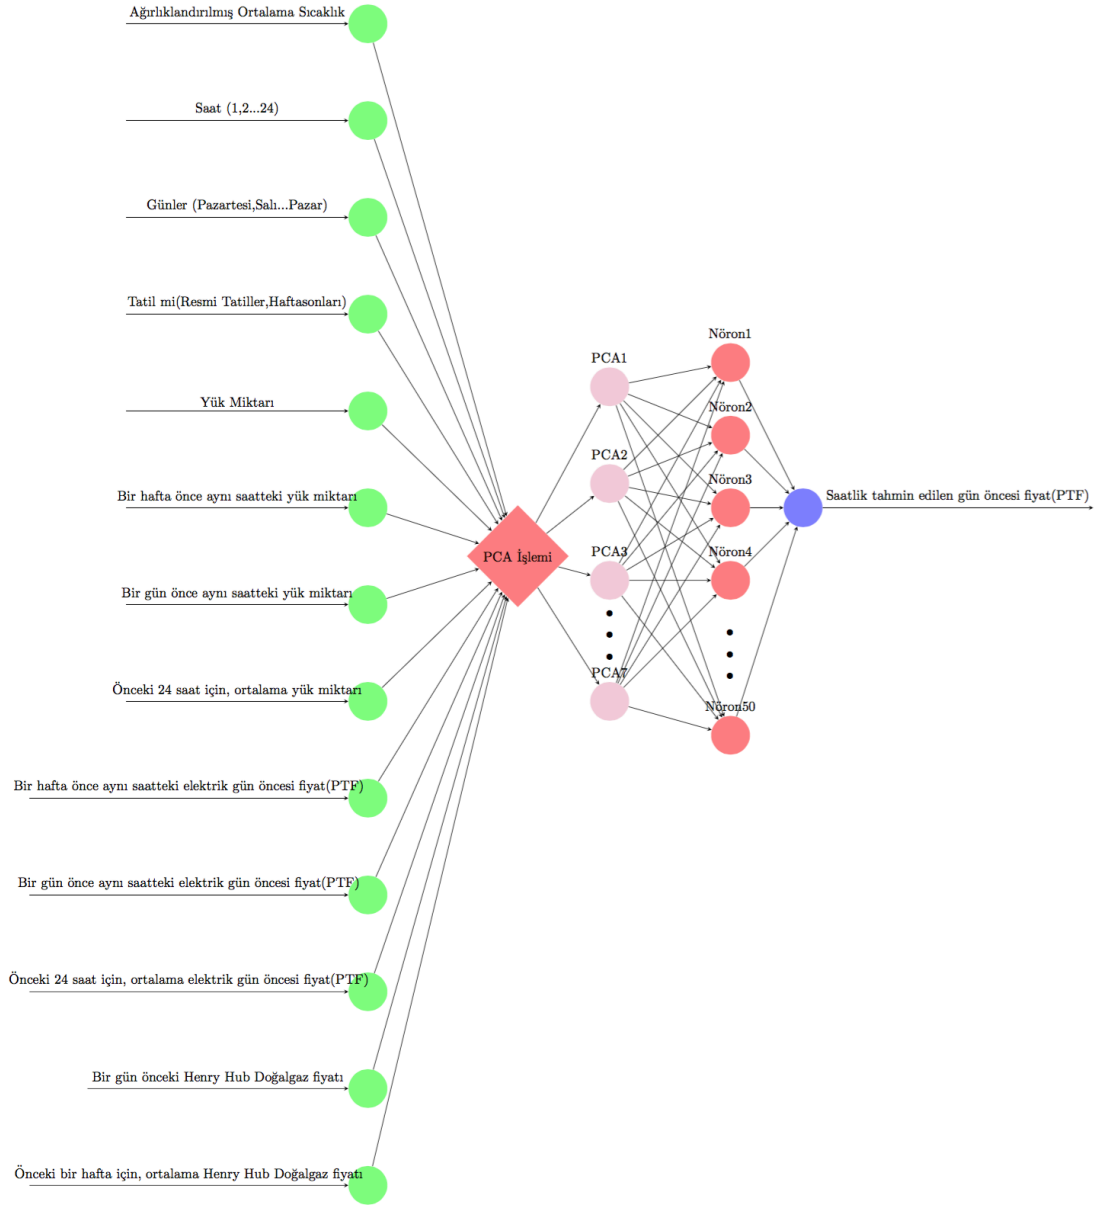 Ağırlıklandırılmış Ortalama Sıcaklık
Saat (1,2...24)
Günler (Pazartesi,Salı...Pazar)
Tatil mi(Resmi Tatiller,Haftasonları)
Yük Miktarı
Bir hafta önce aynı saatteki yük miktarı
Bir gün önce aynı saatteki yük miktarı
Önceki 24 saat için, ortalama yük miktarı
Bir hafta önce aynı saatteki elektrik gün öncesi fiyat(PTF)
Bir gün önce aynı saatteki elektrik gün öncesi fiyat(PTF)
Önceki 24 saat için, ortalama elektrik gün öncesi fiyat(PTF)
Bir gün önceki Henry Hub Doğalgaz fiyatı
Önceki bir hafta için, ortalama Henry Hub Doğalgaz fiyatı
PCA İşlemi
PCA1
PCA2
PCA3
PCA7
Nöron1
Nöron2
Nöron3
Nöron4
Nöron50
Saatlik tahmin edilen gün öncesi fiyat(PTF)